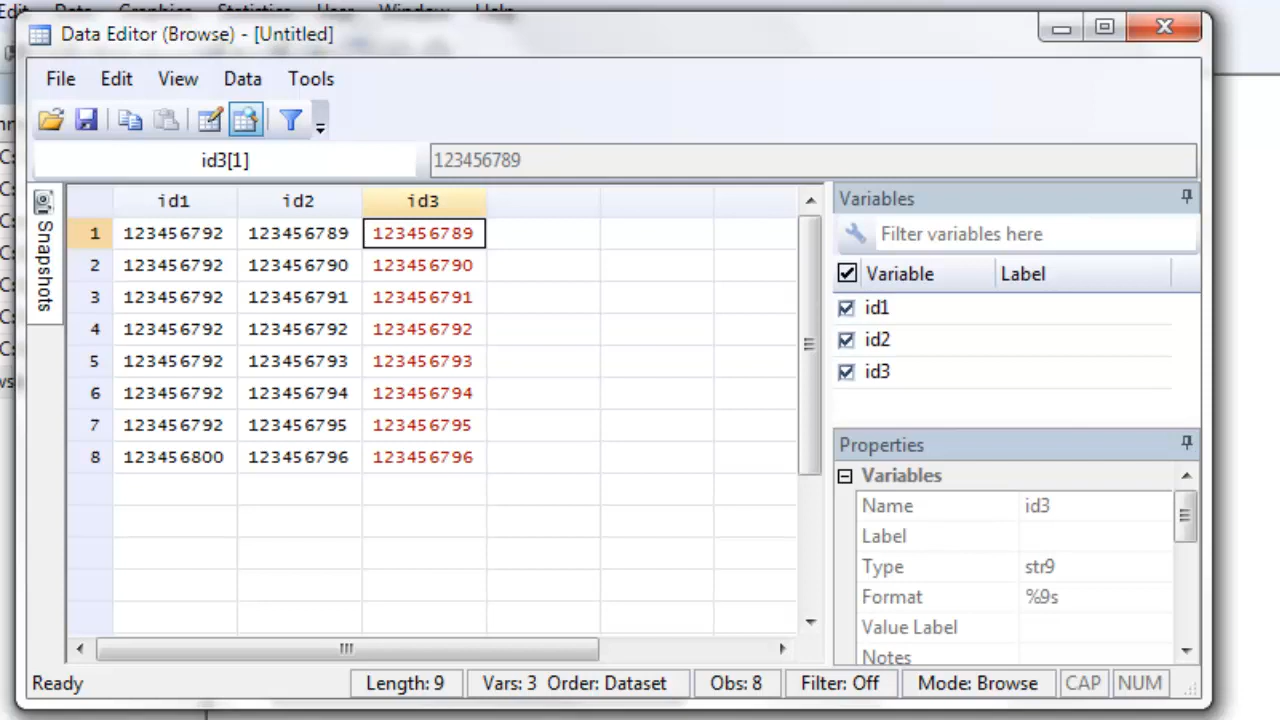 Data Editor (Browse) - [Untitled]
File Edit View Data Tools
id3[1] 123456789
Snapshots
id1 id2 id3
1 123456792 123456789 123456789
2 123456792 123456790 123456790
3 123456792 123456791 123456791
4 123456792 123456792 123456792
5 123456792 123456793 123456793
6 123456792 123456794 123456794
7 123456792 123456795 123456795
8 123456800 123456796 123456796
Variables
Filter variables here
Variable Label
id1
id2
id3
Properties
Variables
Name id3
Label
Type str9
Format %9s
Value Label
Notes
Ready Length: 9 Vars: 3 Order: Dataset Obs: 8 Filter: Off Mode: Browse CAP NUM